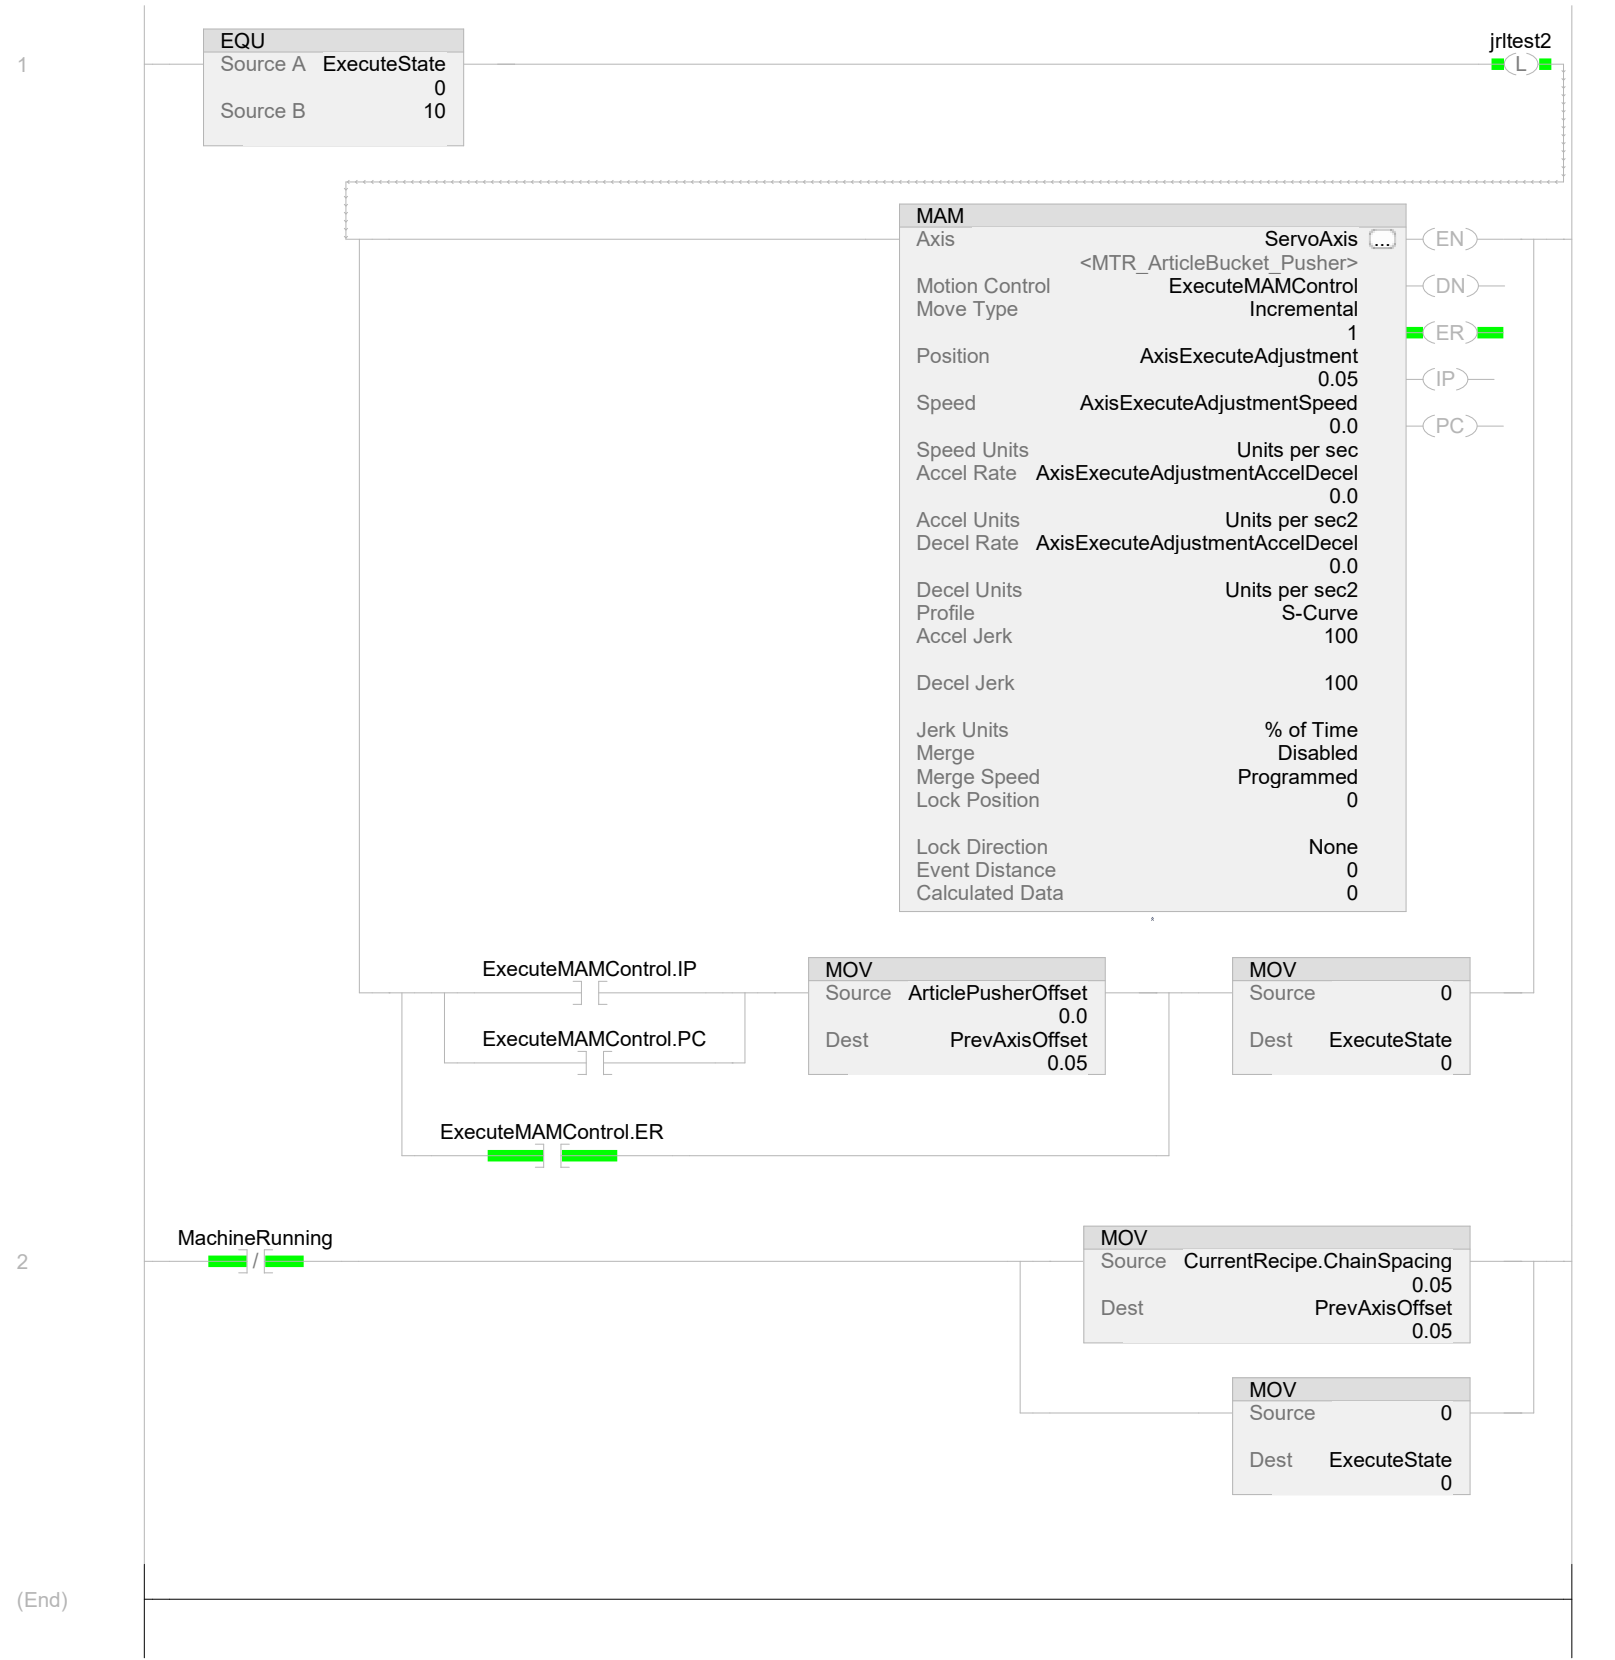 EQU
jrltest2
1
Source A ExecuteState
L
0
Source B 10
MAM
Axis ServoAxis ... EN
<MTR_ArticleBucket_Pusher>
Motion Control ExecuteMAMControl DN
Move Type Incremental
1 ER
Position AxisExecuteAdjustment
0.05 IP
Speed AxisExecuteAdjustmentSpeed
0.0 PC
Speed Units Units per sec
Accel Rate AxisExecuteAdjustmentAccelDecel
0.0
Accel Units Units per sec2
Decel Rate AxisExecuteAdjustmentAccelDecel
0.0
Decel Units Units per sec2
Profile S-Curve
Accel Jerk 100
Decel Jerk 100
Jerk Units % of Time
Merge Disabled
Merge Speed Programmed
Lock Position 0
Lock Direction None
Event Distance 0
Calculated Data 0
ExecuteMAMControl.IP
MOV
Source ArticlePusherOffset
0.0
Dest PrevAxisOffset
0.05
MOV
Source 0
Dest ExecuteState
0
ExecuteMAMControl.PC
ExecuteMAMControl.ER
2
MachineRunning
/
MOV
Source CurrentRecipe.ChainSpacing
0.05
Dest PrevAxisOffset
0.05
MOV
Source 0
Dest ExecuteState
0
(End)